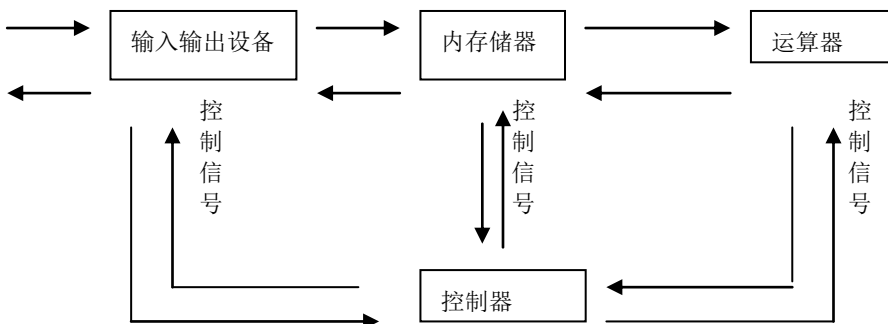 输入输出设备
内存储器
运算器
控制信号
控制信号
控制信号
控制器